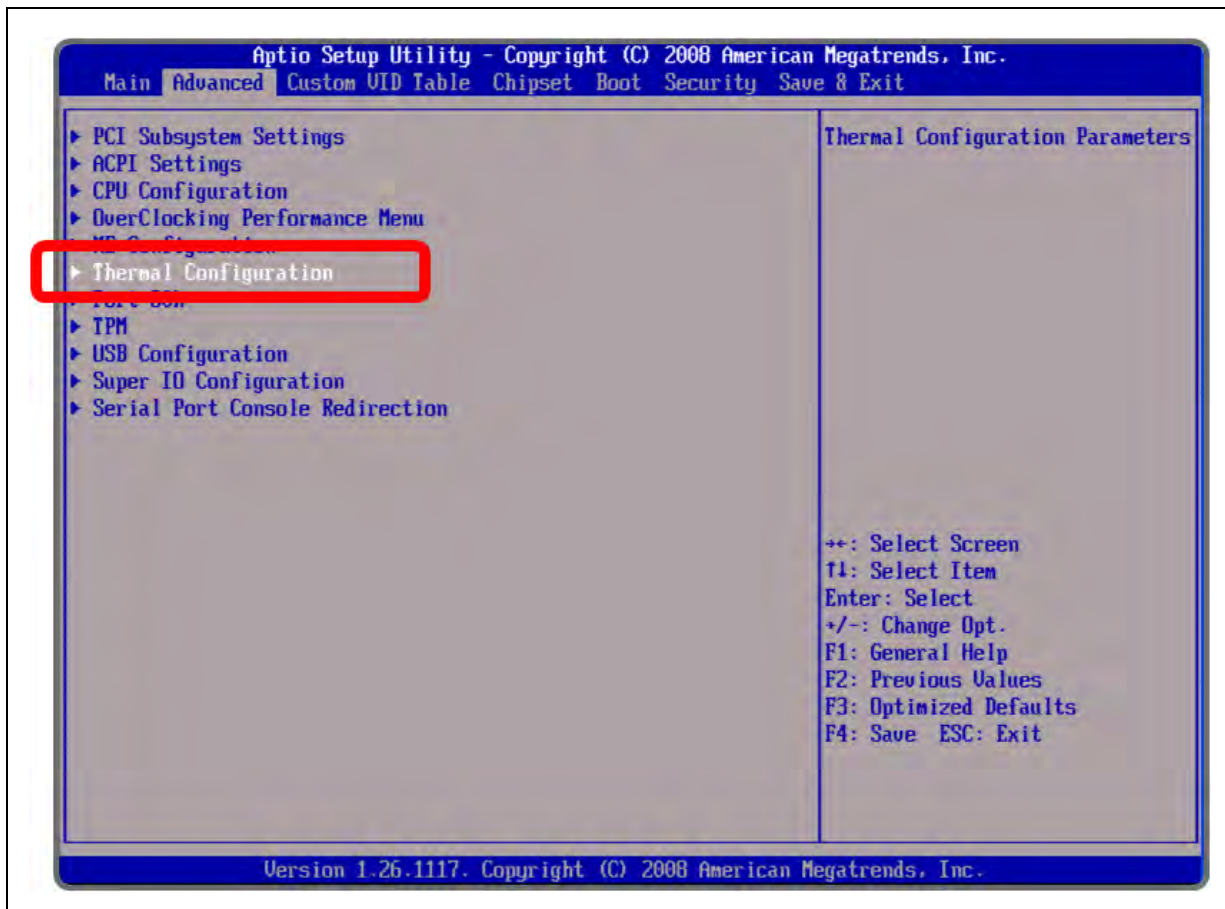 Aptio Setup Utility - Copyright (C) 2008 American Megatrends, Inc.
Main Advanced Custom VID Table Chipset Boot Security Save & Exit
PCI Subsystem Settings
ACPI Settings
CPU Configuration
OverClocking Performance Menu
Configuration
Thermal Configuration
TPM
USB Configuration
Super IO Configuration
Serial Port Console Redirection
Thermal Configuration Parameters
→←: Select Screen
↑↓: Select Item
Enter: Select
+/-: Change Opt.
F1: General Help
F2: Previous Values
F3: Optimized Defaults
F4: Save ESC: Exit
Version 1.26.1117. Copyright (C) 2008 American Megatrends, Inc.